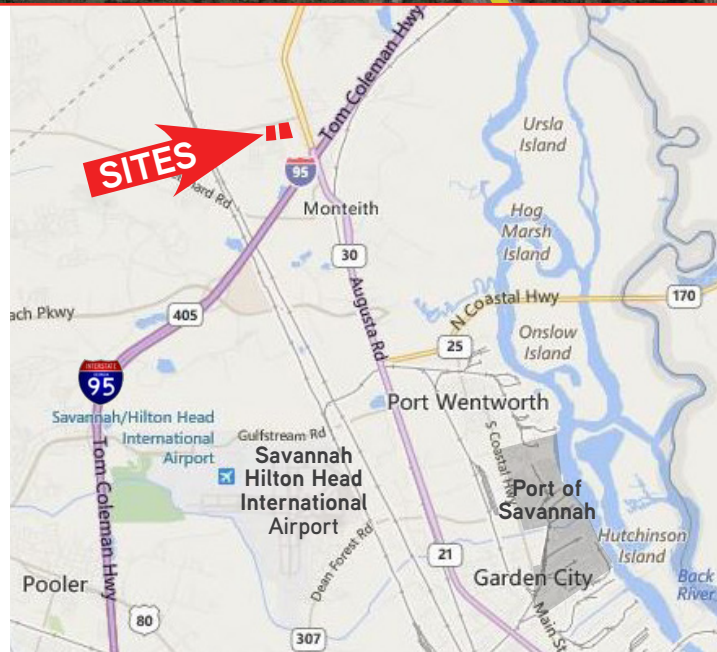 Tom Coleman Hwy
Ursla
Island
SITES
95
Monteith
Hog
Marsh
Island
30
N Coastal Hwy
170
ach Pkwy
405
Augusta Rd
Onslow
Island
25
INTERSTATE
95
Port Wentworth
Savannah/Hilton Head
International
Airport
Gulfstream Rd
Savannah
Hilton Head
International
Airport
S Coastal Hwy
Port of
Savannah
Tom Coleman Hwy
Dean Forest Rd
Hutchinson
Island
21
Garden City
Back
River
Pooler
80
307
Main St